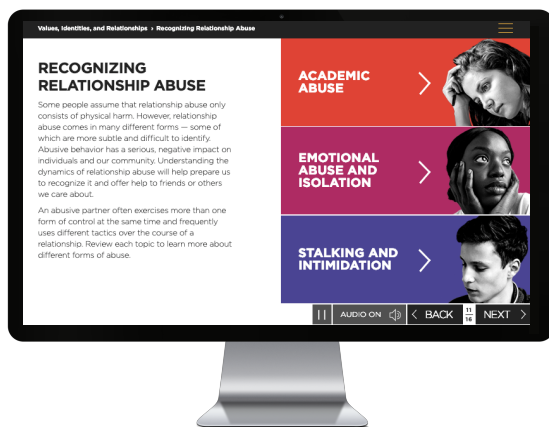 Values, Identities, and Relationships › Recognizing Relationship Abuse
RECOGNIZING
RELATIONSHIP ABUSE
Some people assume that relationship abuse only
consists of physical harm. However, relationship
abuse comes in many different forms — some of
which are more subtle and difficult to identify.
Abusive behavior has a serious, negative impact on
individuals and our community. Understanding the
dynamics of relationship abuse will help prepare us
to recognize it and offer help to friends or others
we care about.
An abusive partner often exercises more than one
form of control at the same time and frequently
uses different tactics over the course of a
relationship. Review each topic to learn more about
different forms of abuse.
ACADEMIC
ABUSE
EMOTIONAL
ABUSE AND
ISOLATION
STALKING AND
INTIMIDATION
AUDIO ON
BACK
11
16
NEXT